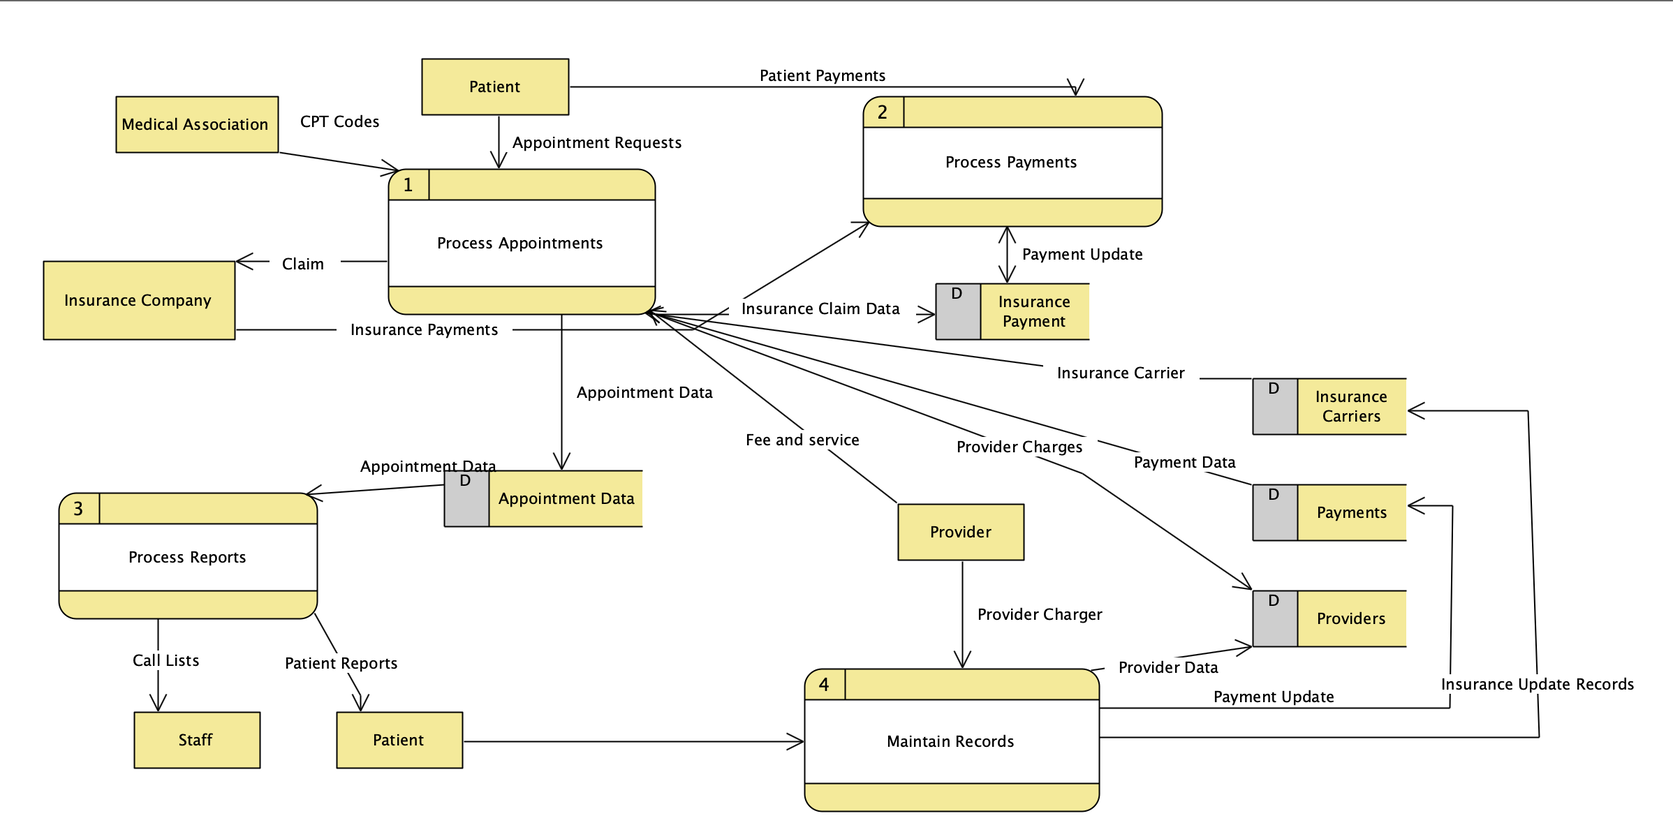 Patient
Patient Payments
Medical Association
CPT Codes
Appointment Requests
2
Process Payments
1
Process Appointments
Claim
Insurance Company
Insurance Payments
Payment Update
Insurance Claim Data
D
Insurance
Payment
Insurance Carrier
D
Insurance
Carriers
Appointment Data
Fee and service
Provider Charges
Payment Data
Appointment Data
D
Appointment Data
D
Payments
3
Process Reports
Provider
D
Providers
Provider Charger
Call Lists
Patient Reports
Provider Data
4
Payment Update
Insurance Update Records
Staff
Patient
Maintain Records